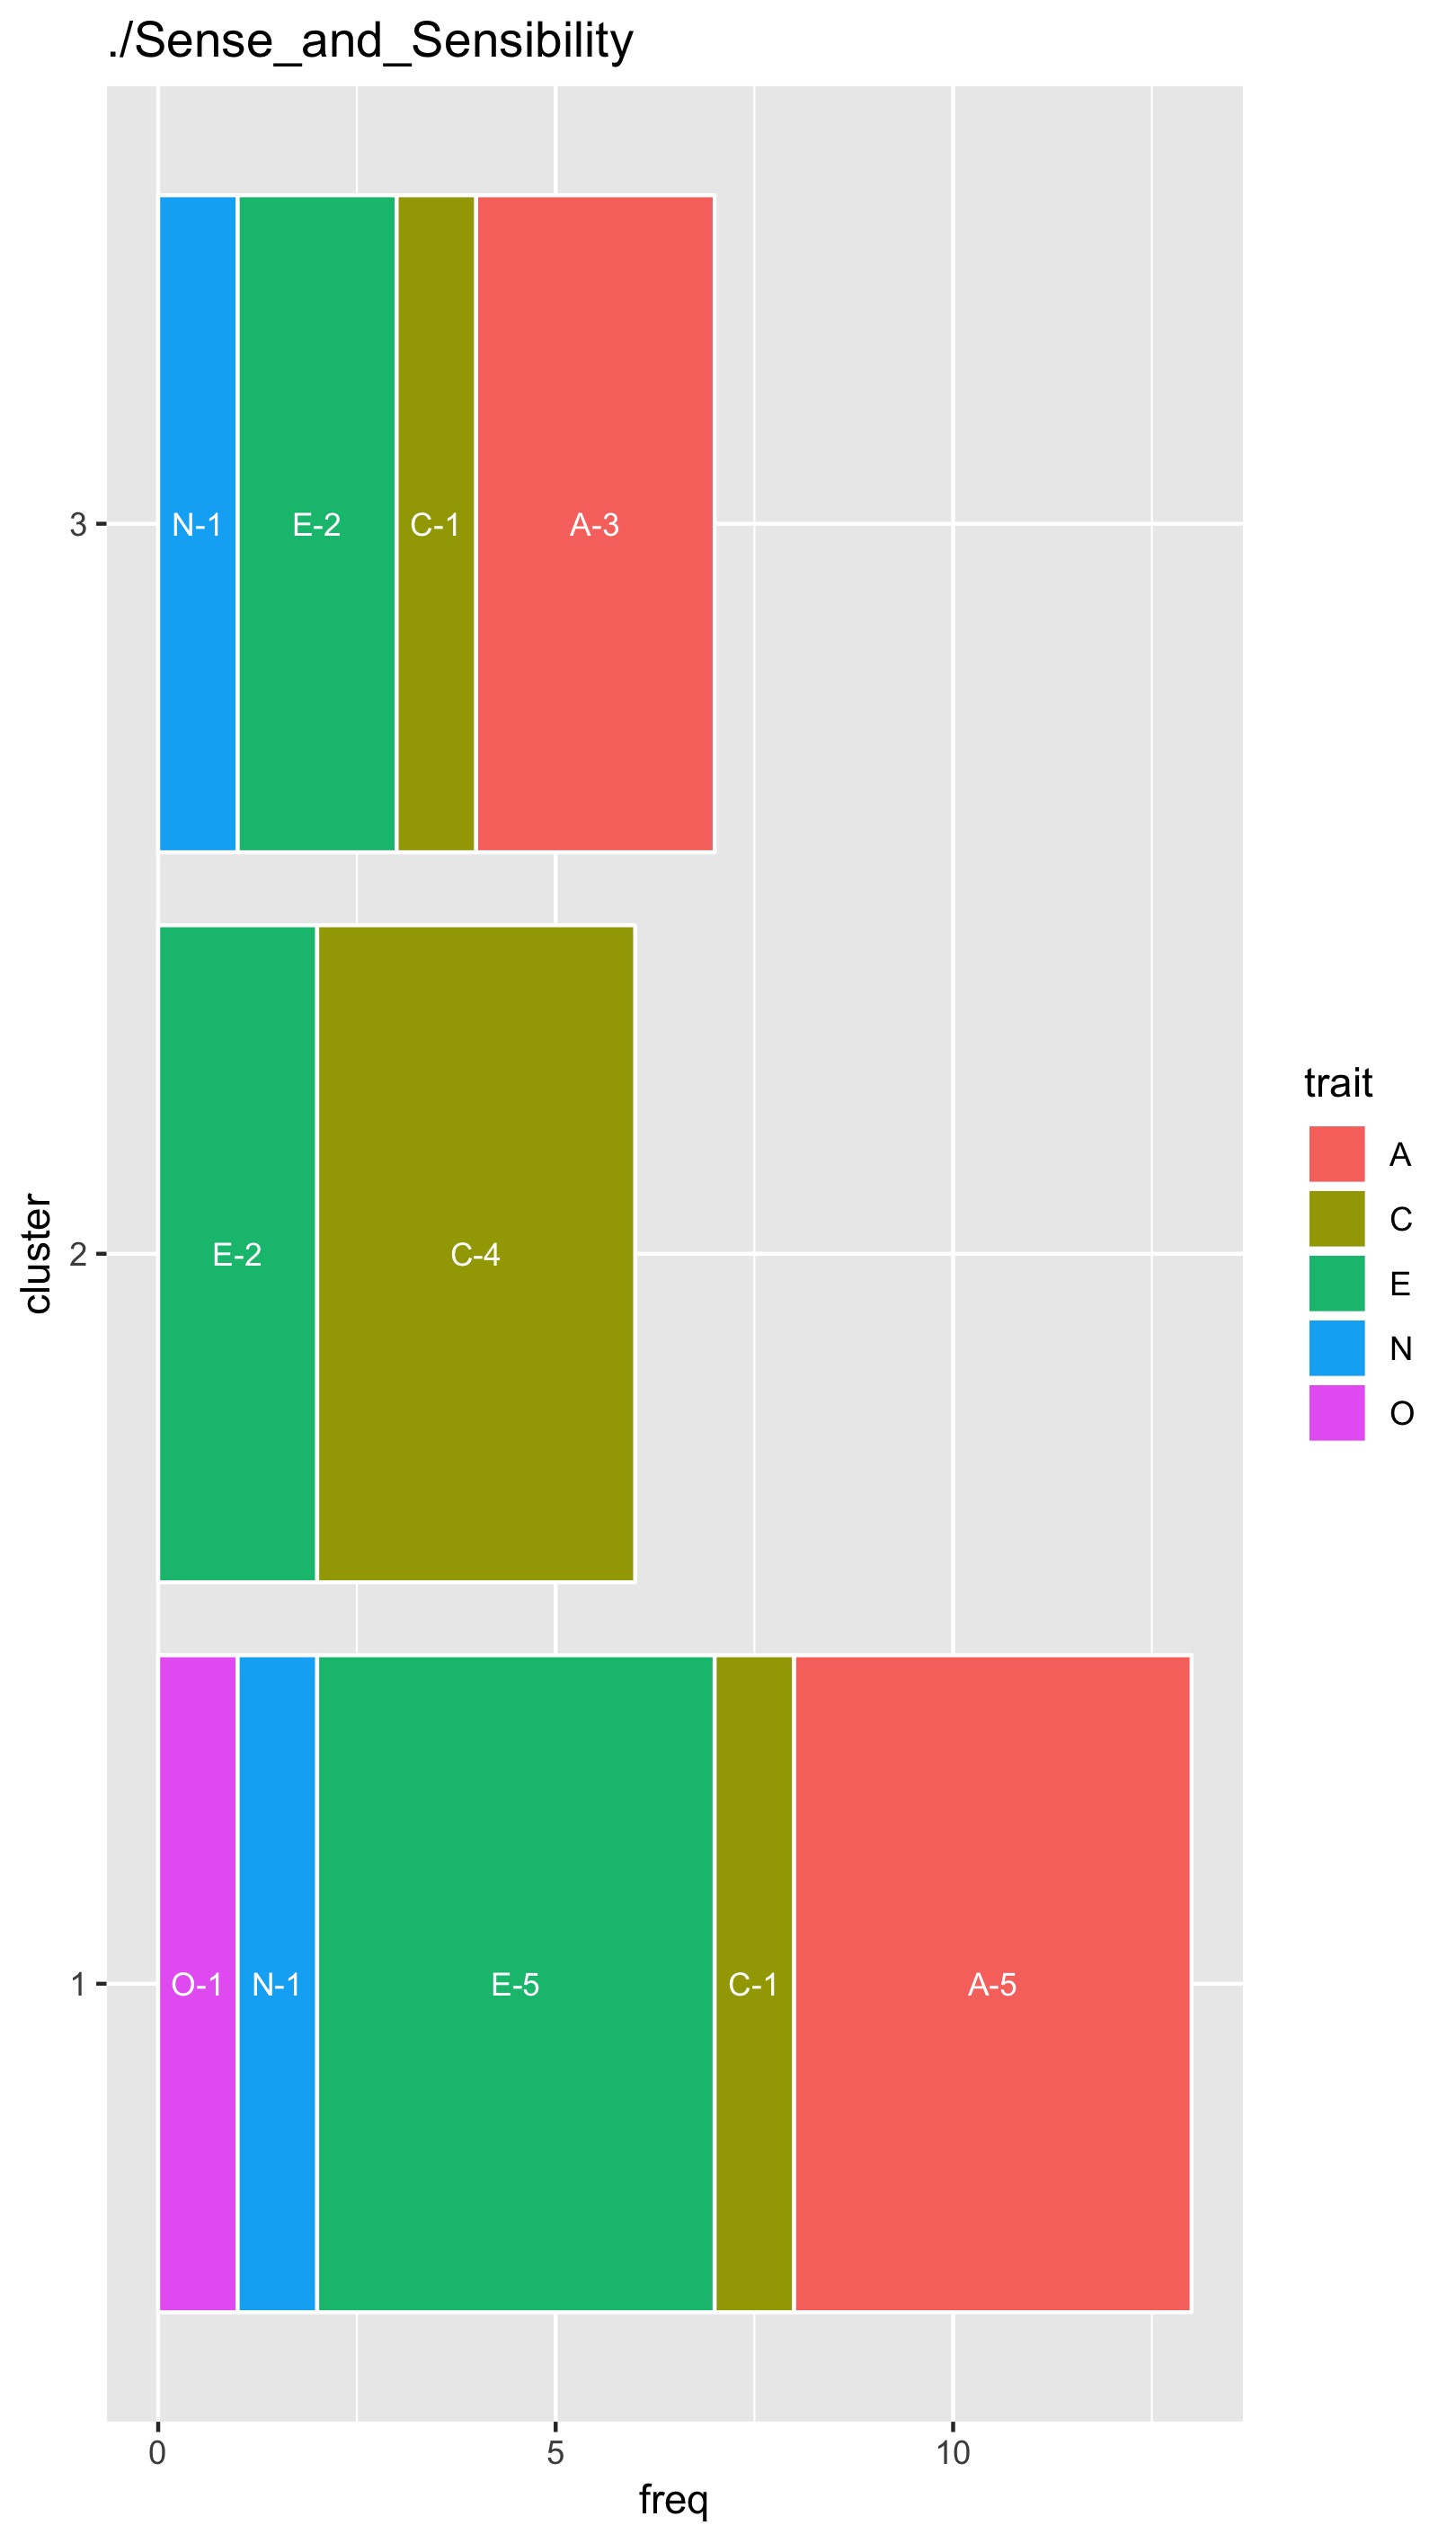 ./Sense_and_Sensibility
3
N-1 E-2 C-1 A-3
2
E-2 C-4
1
O-1 N-1 E-5 C-1 A-5
0 5 10
freq
cluster
trait
A
C
E
N
O